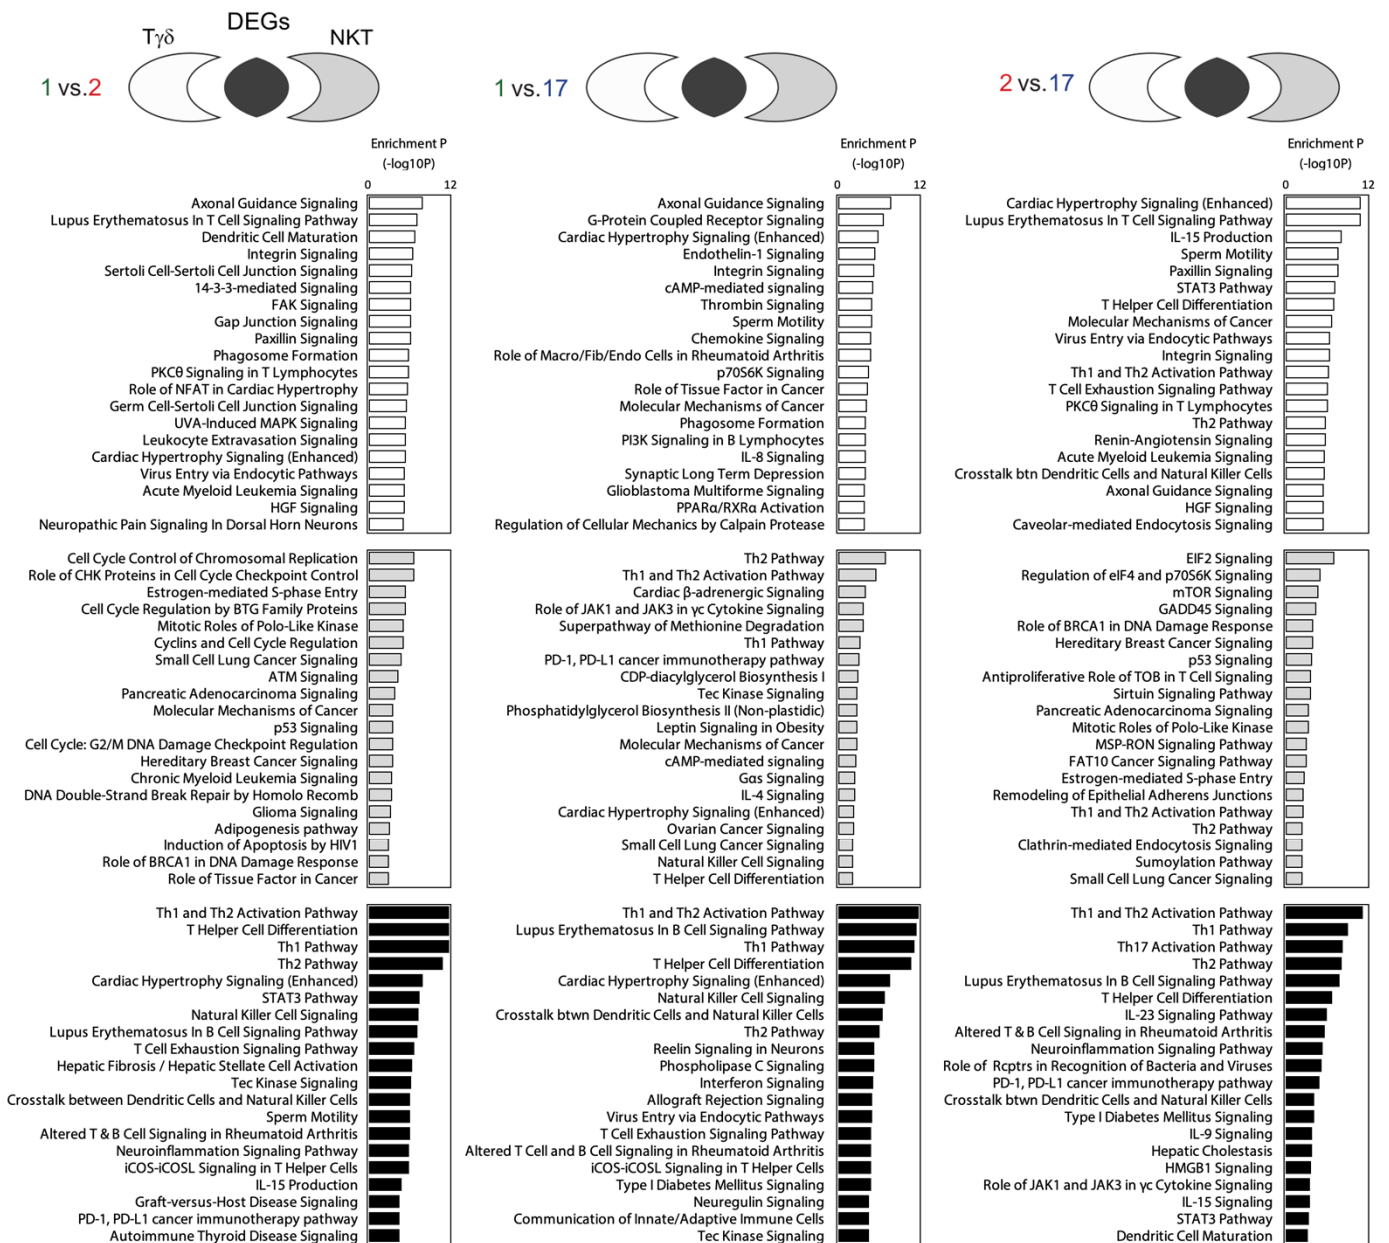 DEGs
Tγδ
NKT
1 vs.2
1 vs.17
2 vs.17
Enrichment P
(-log10P)
0 12
Axonal Guidance Signaling
Lupus Erythematosus In T Cell Signaling Pathway
Dendritic Cell Maturation
Integrin Signaling
Sertoli Cell-Sertoli Cell Junction Signaling
14-3-3-mediated Signaling
FAK Signaling
Gap Junction Signaling
Paxillin Signaling
Phagosome Formation
PKCθ Signaling in T Lymphocytes
Role of NFAT in Cardiac Hypertrophy
Germ Cell-Sertoli Cell Junction Signaling
UVA-Induced MAPK Signaling
Leukocyte Extravasation Signaling
Cardiac Hypertrophy Signaling (Enhanced)
Virus Entry via Endocytic Pathways
Acute Myeloid Leukemia Signaling
HGF Signaling
Neuropathic Pain Signaling In Dorsal Horn Neurons
Cell Cycle Control of Chromosomal Replication
Role of CHK Proteins in Cell Cycle Checkpoint Control
Estrogen-mediated S-phase Entry
Cell Cycle Regulation by BTG Family Proteins
Mitotic Roles of Polo-Like Kinase
Cyclins and Cell Cycle Regulation
Small Cell Lung Cancer Signaling
ATM Signaling
Pancreatic Adenocarcinoma Signaling
Molecular Mechanisms of Cancer
p53 Signaling
Cell Cycle: G2/M DNA Damage Checkpoint Regulation
Hereditary Breast Cancer Signaling
Chronic Myeloid Leukemia Signaling
DNA Double-Strand Break Repair by Homolo Recomb
Glioma Signaling
Adipogenesis pathway
Induction of Apoptosis by HIV1
Role of BRCA1 in DNA Damage Response
Role of Tissue Factor in Cancer
Th1 and Th2 Activation Pathway
T Helper Cell Differentiation
Th1 Pathway
Th2 Pathway
Cardiac Hypertrophy Signaling (Enhanced)
STAT3 Pathway
Natural Killer Cell Signaling
Lupus Erythematosus In B Cell Signaling Pathway
T Cell Exhaustion Signaling Pathway
Hepatic Fibrosis / Hepatic Stellate Cell Activation
Tec Kinase Signaling
Crosstalk between Dendritic Cells and Natural Killer Cells
Sperm Motility
Altered T & B Cell Signaling in Rheumatoid Arthritis
Neuroinflammation Signaling Pathway
iCOS-iCOSL Signaling in T Helper Cells
IL-15 Production
Graft-versus-Host Disease Signaling
PD-1, PD-L1 cancer immunotherapy pathway
Autoimmune Thyroid Disease Signaling
Enrichment P
(-log10P)
0 12
Axonal Guidance Signaling
G-Protein Coupled Receptor Signaling
Cardiac Hypertrophy Signaling (Enhanced)
Endothelin-1 Signaling
Integrin Signaling
cAMP-mediated signaling
Thrombin Signaling
Sperm Motility
Chemokine Signaling
Role of Macro/Fib/Endo Cells in Rheumatoid Arthritis
p70S6K Signaling
Role of Tissue Factor in Cancer
Molecular Mechanisms of Cancer
Phagosome Formation
PI3K Signaling in B Lymphocytes
IL-8 Signaling
Synaptic Long Term Depression
Glioblastoma Multiforme Signaling
PPARα/RXRα Activation
Regulation of Cellular Mechanics by Calpain Protease
Th2 Pathway
Th1 and Th2 Activation Pathway
Cardiac β-adrenergic Signaling
Role of JAK1 and JAK3 in γc Cytokine Signaling
Superpathway of Methionine Degradation
Th1 Pathway
PD-1, PD-L1 cancer immunotherapy pathway
CDP-diacylglycerol Biosynthesis I
Tec Kinase Signaling
Phosphatidylglycerol Biosynthesis II (Non-plastidic)
Leptin Signaling in Obesity
Molecular Mechanisms of Cancer
cAMP-mediated signaling
Gαs Signaling
IL-4 Signaling
Cardiac Hypertrophy Signaling (Enhanced)
Ovarian Cancer Signaling
Small Cell Lung Cancer Signaling
Natural Killer Cell Signaling
T Helper Cell Differentiation
Th1 and Th2 Activation Pathway
Lupus Erythematosus In B Cell Signaling Pathway
Th1 Pathway
T Helper Cell Differentiation
Cardiac Hypertrophy Signaling (Enhanced)
Natural Killer Cell Signaling
Crosstalk btwn Dendritic Cells and Natural Killer Cells
Th2 Pathway
Reelin Signaling in Neurons
Phospholipase C Signaling
Interferon Signaling
Allograft Rejection Signaling
Virus Entry via Endocytic Pathways
T Cell Exhaustion Signaling Pathway
Altered T Cell and B Cell Signaling in Rheumatoid Arthritis
iCOS-iCOSL Signaling in T Helper Cells
Type I Diabetes Mellitus Signaling
Neuregulin Signaling
Communication of Innate/Adaptive Immune Cells
Tec Kinase Signaling
Enrichment P
(-log10P)
0 12
Cardiac Hypertrophy Signaling (Enhanced)
Lupus Erythematosus In T Cell Signaling Pathway
IL-15 Production
Sperm Motility
Paxillin Signaling
STAT3 Pathway
T Helper Cell Differentiation
Molecular Mechanisms of Cancer
Virus Entry via Endocytic Pathways
Integrin Signaling
Th1 and Th2 Activation Pathway
T Cell Exhaustion Signaling Pathway
PKCθ Signaling in T Lymphocytes
Th2 Pathway
Renin-Angiotensin Signaling
Acute Myeloid Leukemia Signaling
Crosstalk btn Dendritic Cells and Natural Killer Cells
Axonal Guidance Signaling
HGF Signaling
Caveolar-mediated Endocytosis Signaling
EIF2 Signaling
Regulation of eIF4 and p70S6K Signaling
mTOR Signaling
GADD45 Signaling
Role of BRCA1 in DNA Damage Response
Hereditary Breast Cancer Signaling
p53 Signaling
Antiproliferative Role of TOB in T Cell Signaling
Sirtuin Signaling Pathway
Pancreatic Adenocarcinoma Signaling
Mitotic Roles of Polo-Like Kinase
MSP-RON Signaling Pathway
FAT10 Cancer Signaling Pathway
Estrogen-mediated S-phase Entry
Remodeling of Epithelial Adherens Junctions
Th1 and Th2 Activation Pathway
Th2 Pathway
Clathrin-mediated Endocytosis Signaling
Sumoylation Pathway
Small Cell Lung Cancer Signaling
Th1 and Th2 Activation Pathway
Th1 Pathway
Th17 Activation Pathway
Th2 Pathway
Lupus Erythematosus In B Cell Signaling Pathway
T Helper Cell Differentiation
IL-23 Signaling Pathway
Altered T & B Cell Signaling in Rheumatoid Arthritis
Neuroinflammation Signaling Pathway
Role of Rcptrs in Recognition of Bacteria and Viruses
PD-1, PD-L1 cancer immunotherapy pathway
Crosstalk btwn Dendritic Cells and Natural Killer Cells
Type I Diabetes Mellitus Signaling
IL-9 Signaling
Hepatic Cholestasis
HMGB1 Signaling
Role of JAK1 and JAK3 in γc Cytokine Signaling
IL-15 Signaling
STAT3 Pathway
Dendritic Cell Maturation